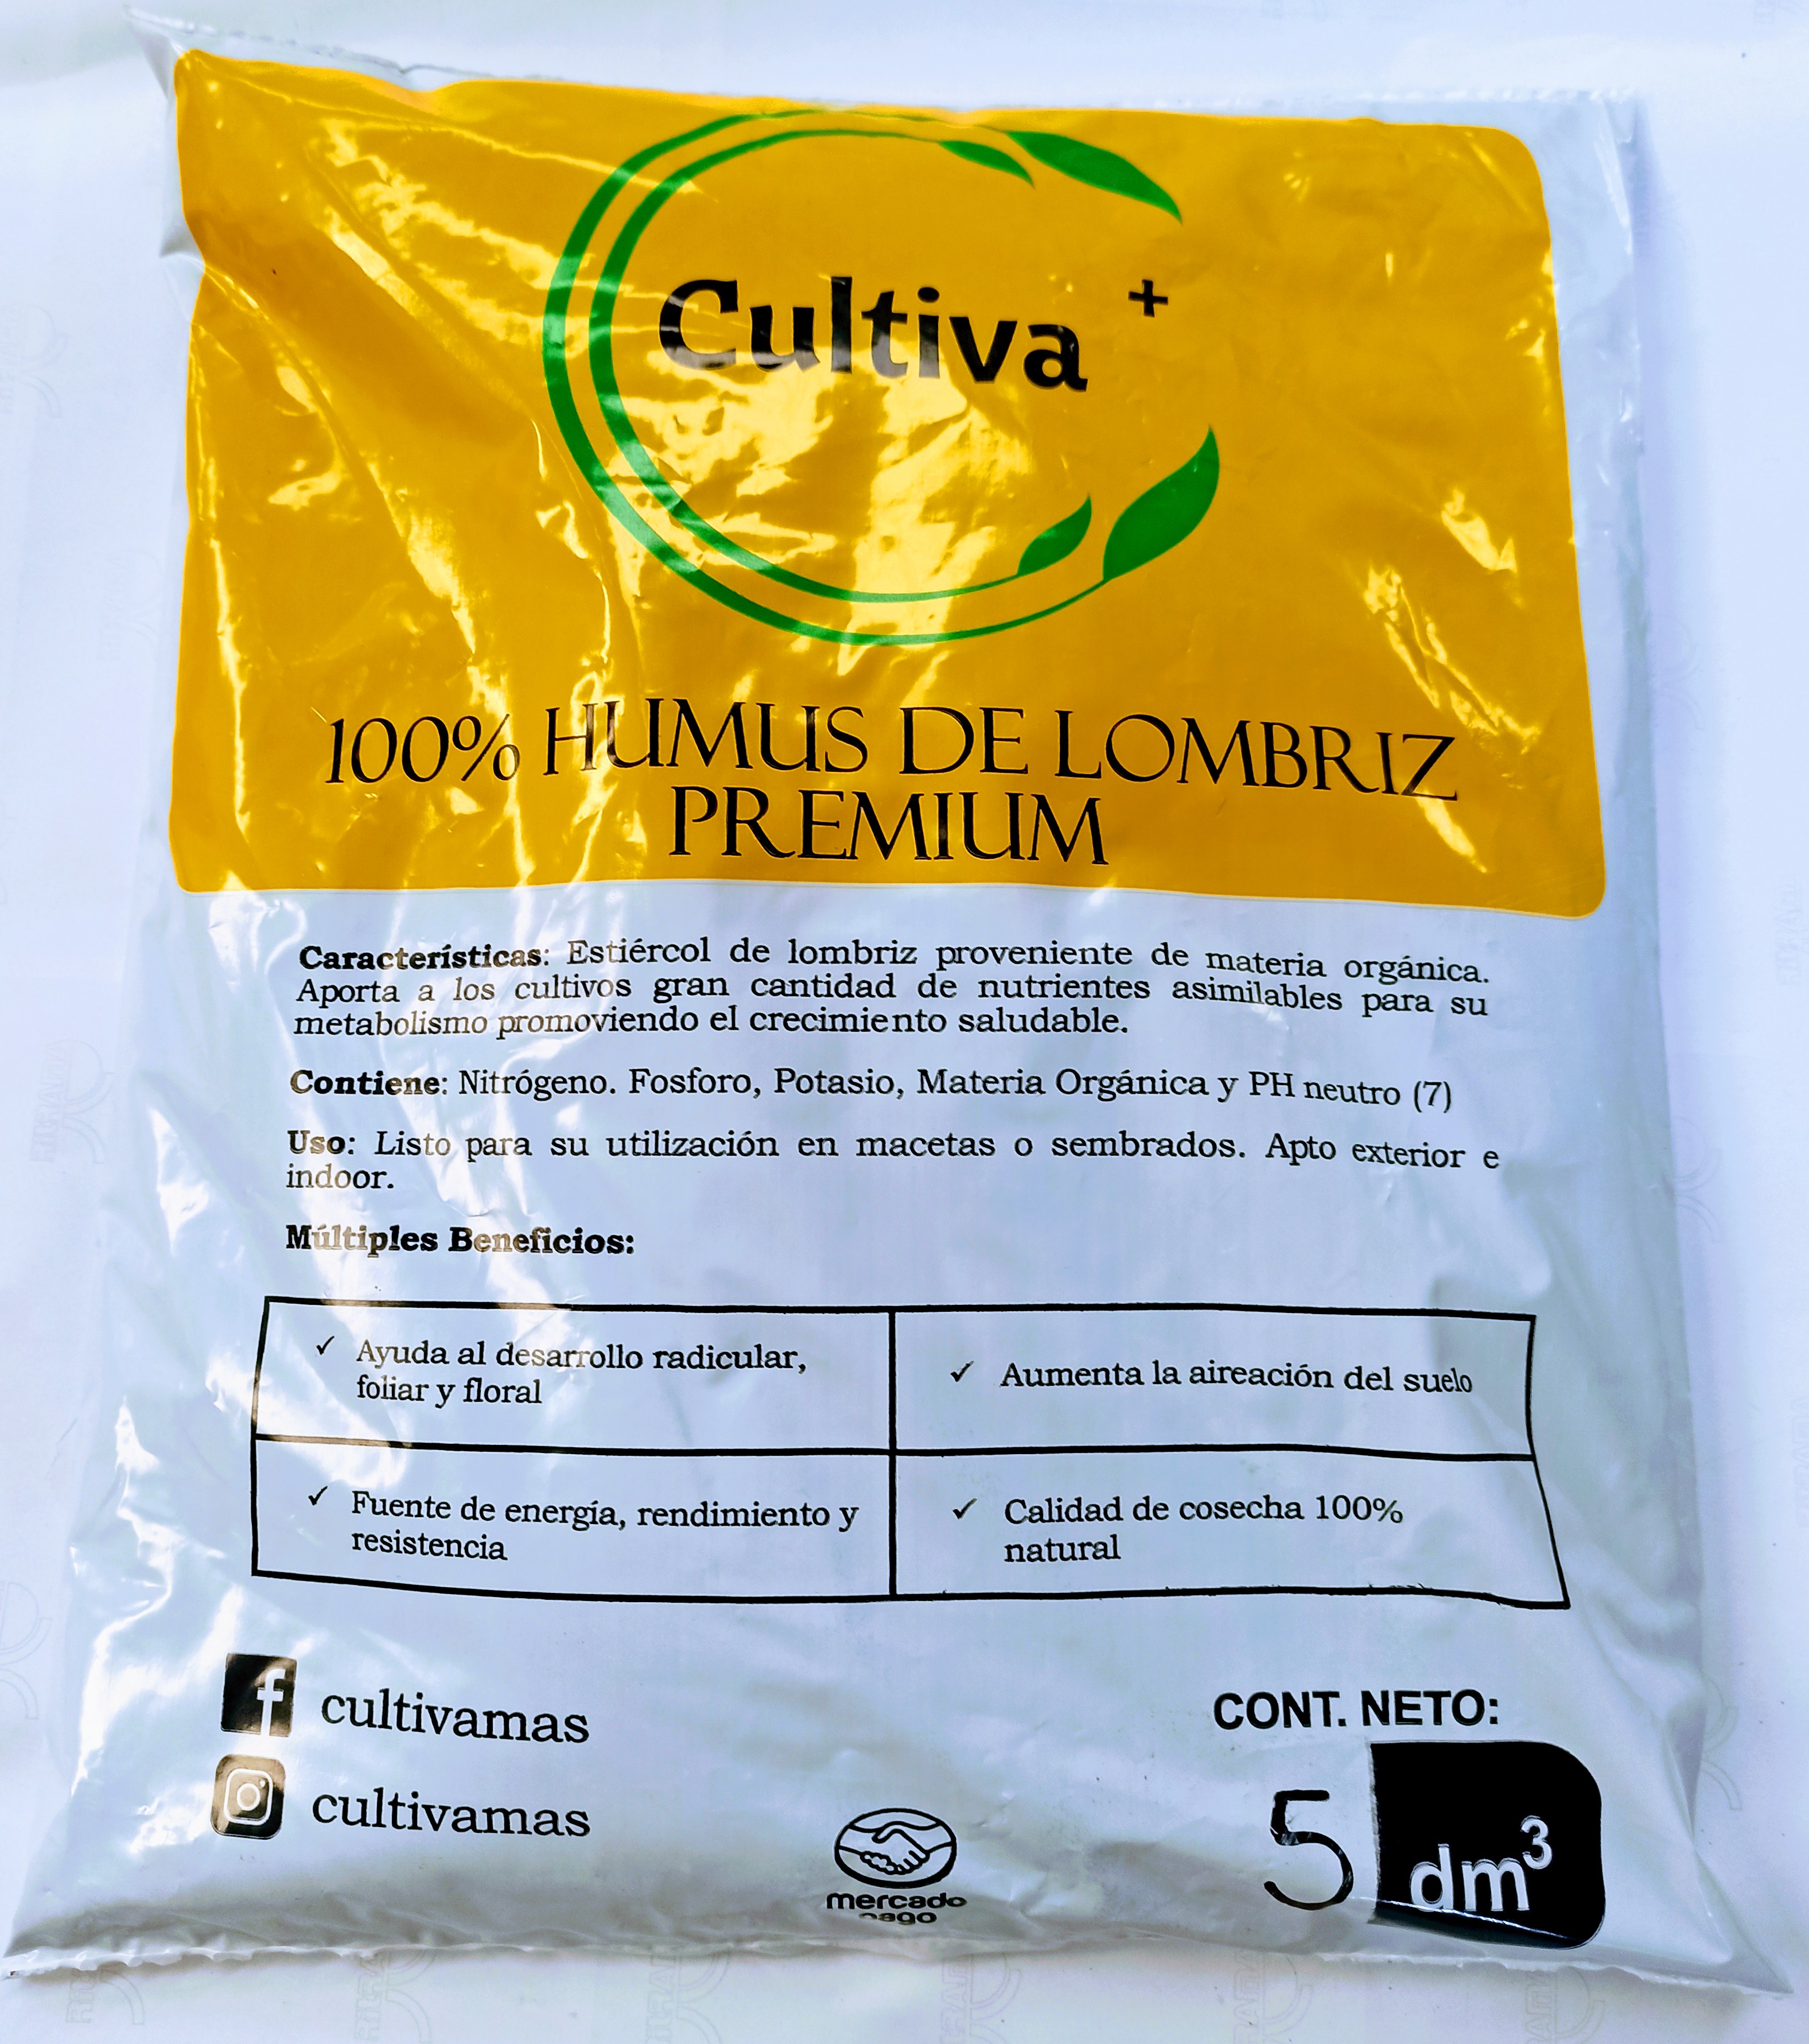 Cultiva +
100% HUMUS DE LOMBRIZ
PREMIUM
Características: Estiércol de lombriz proveniente de materia orgánica.
Aporta a los cultivos gran cantidad de nutrientes asimilables para su
metabolismo promoviendo el crecimiento saludable.
Contiene: Nitrógeno. Fosforo, Potasio, Materia Orgánica y PH neutro (7)
Uso: Listo para su utilización en macetas o sembrados. Apto exterior e
indoor.
Múltiples Beneficios:
✓ Ayuda al desarrollo radicular,
foliar y floral
✓ Aumenta la aireación del suelo
✓ Fuente de energía, rendimiento y
resistencia
✓ Calidad de cosecha 100%
natural
cultivamas
cultivamas
mercado
pago
CONT. NETO:
5 dm³